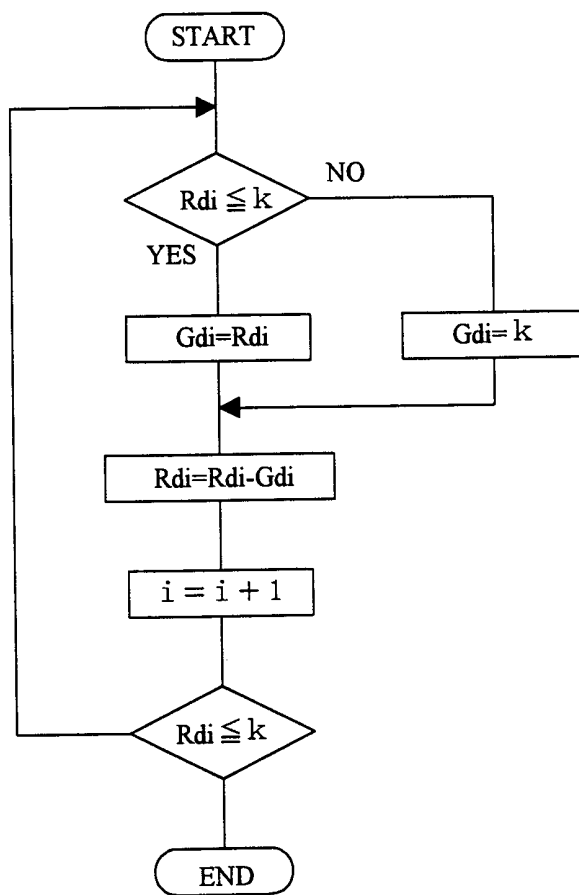 START
Rdi ≦ k
NO
YES
Gdi=Rdi
Gdi= k
Rdi=Rdi-Gdi
i = i + 1
Rdi ≦ k
END